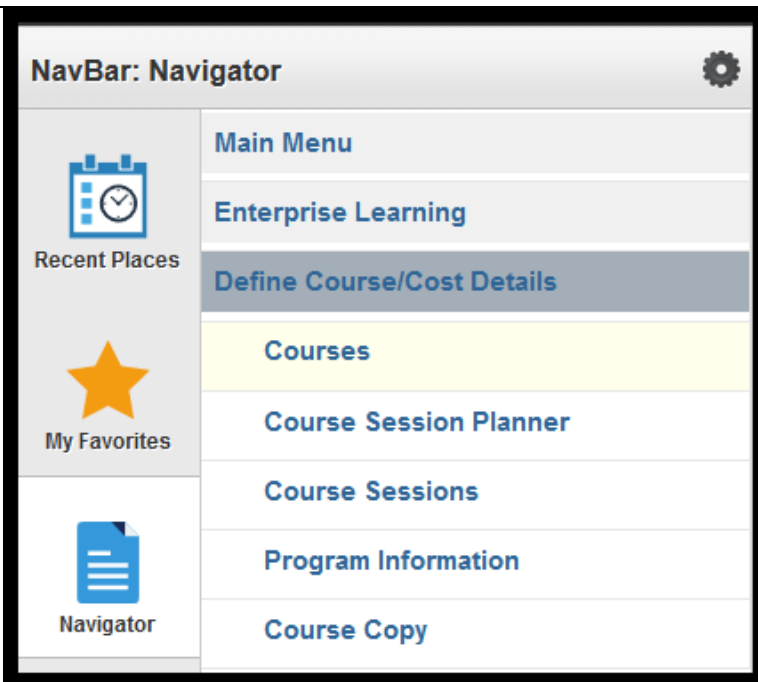 NavBar: Navigator
Recent Places
My Favorites
Navigator
Main Menu
Enterprise Learning
Define Course/Cost Details
Courses
Course Session Planner
Course Sessions
Program Information
Course Copy